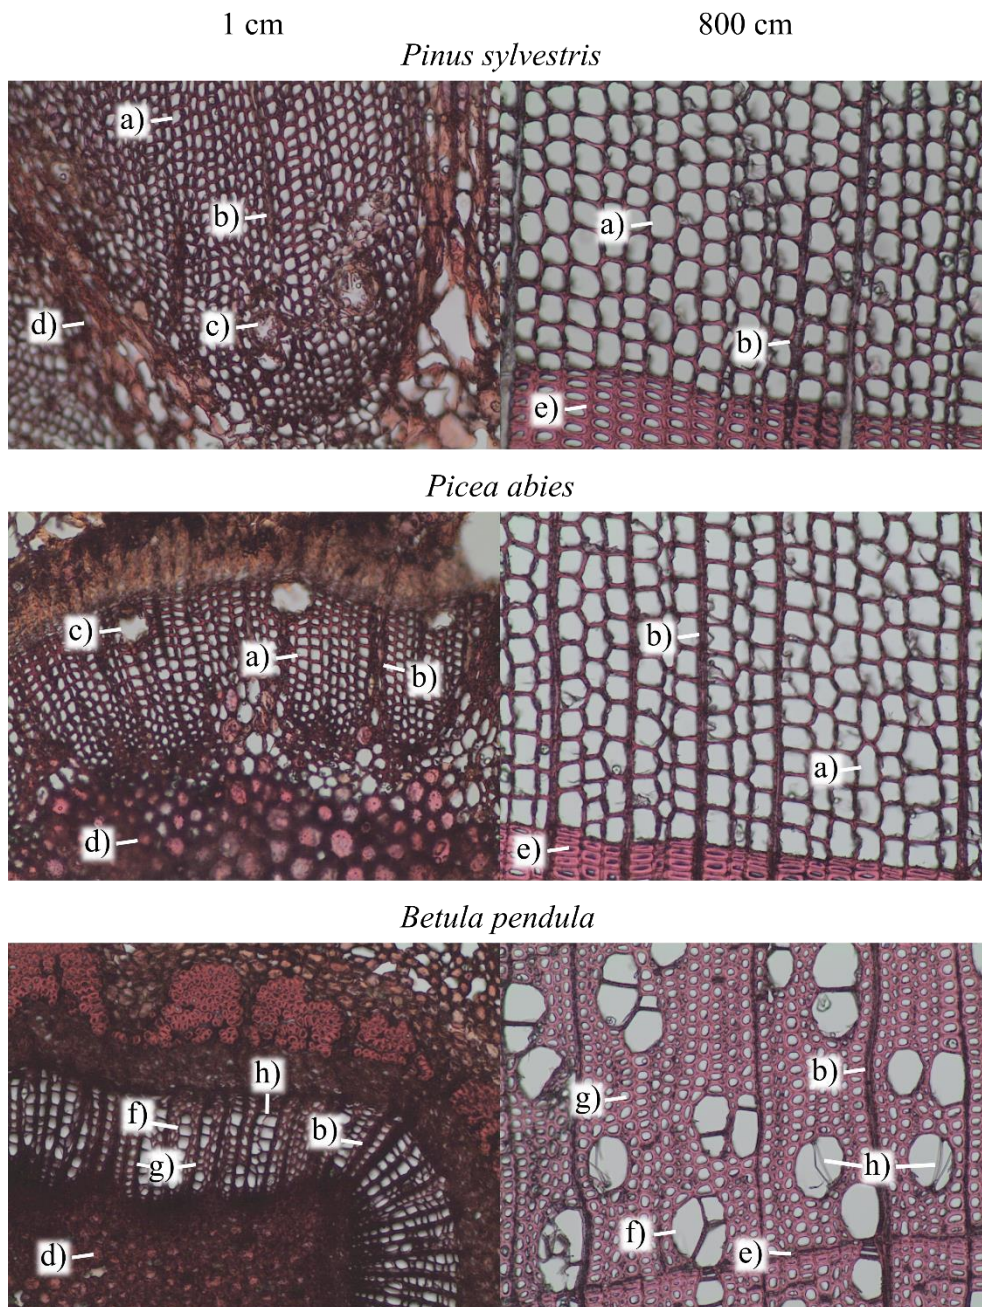 1 cm 800 cm
Pinus sylvestris
a)
b)
c)
d)
a)
b)
e)
Picea abies
c)
a)
b)
d)
b)
a)
e)
Betula pendula
h)
f)
b)
g)
d)
b)
g)
h)
f)
e)